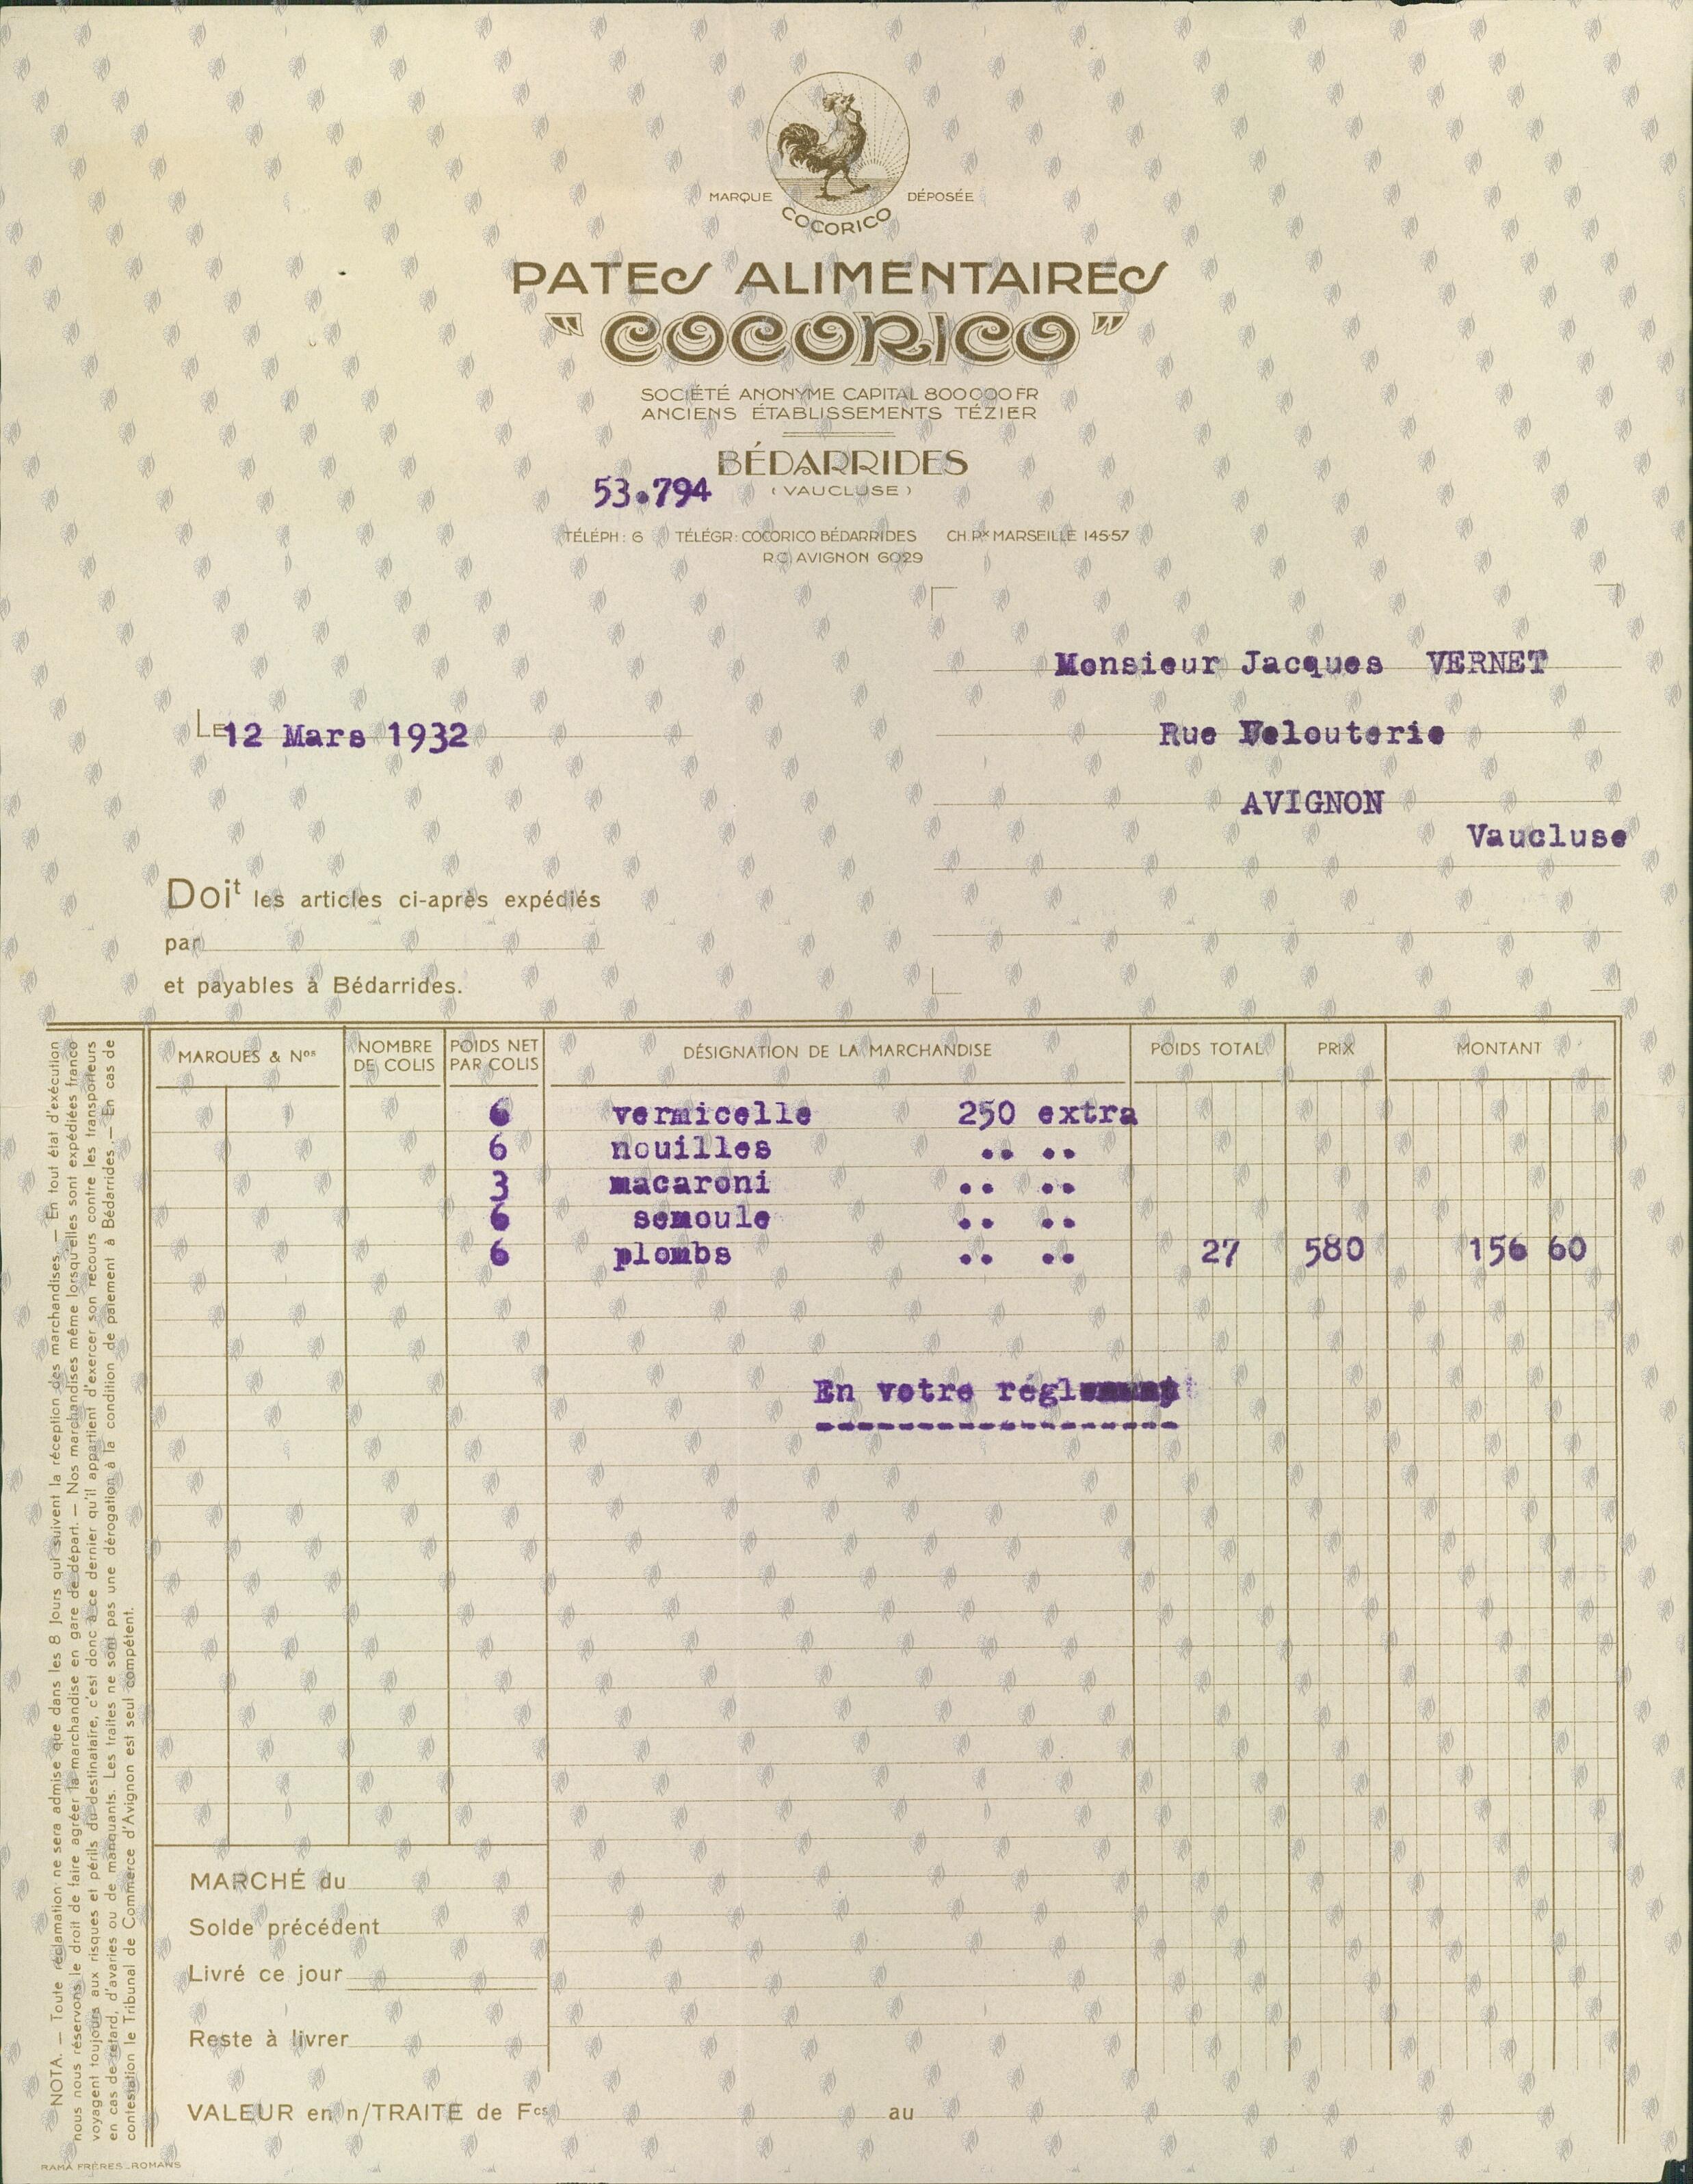 MARQUE DÉPOSÉE
COCORICO
PATES ALIMENTAIRES
"COCORICO"
SOCIÉTÉ ANONYME CAPITAL 800000 FR
ANCIENS ÉTABLISSEMENTS TÉZIER
BÉDARRIDES
53.794 (VAUCLUSE)
TÉLÉPH: 6 TÉLÉGR: COCORICO BÉDARRIDES CH. Px MARSEILLE 145-57
R.C. AVIGNON 6029
Monsieur Jacques VERNET
LE 12 Mars 1932
Rue Velouterie
AVIGNON
Vaucluse
Doit les articles ci-après expédiés
par
et payables à Bédarrides.
MARQUES & Nos NOMBRE DE COLIS POIDS NET PAR COLIS DÉSIGNATION DE LA MARCHANDISE POIDS TOTAL PRIX MONTANT
6 vermicelle 250 extra
6 nouilles .. ..
3 macaroni .. ..
6 semoule .. ..
6 plombs .. .. 27 580 156 60
En votre réglement
------------------
MARCHÉ du
Solde précédent
Livré ce jour
Reste à livrer
VALEUR en n/TRAITE de Fcs au
NOTA. — Toute réclamation ne sera admise que dans les 8 jours qui suivent la réception des marchandises. — En tout état d'exécution
nous nous réservons le droit de faire agréer la marchandise en gare de départ. — Nos marchandises même lorsqu'elles sont expédiées franco
voyagent toujours aux risques et périls du destinataire, c'est donc à ce dernier qu'il appartient d'exercer son recours contre les transporteurs
en cas de retard, d'avaries ou de manquants. Les traites ne sont pas une dérogation à la condition de paiement à Bédarrides. — En cas de
contestation le Tribunal de Commerce d'Avignon est seul compétent.
RAMA FRÈRES_ROMANS